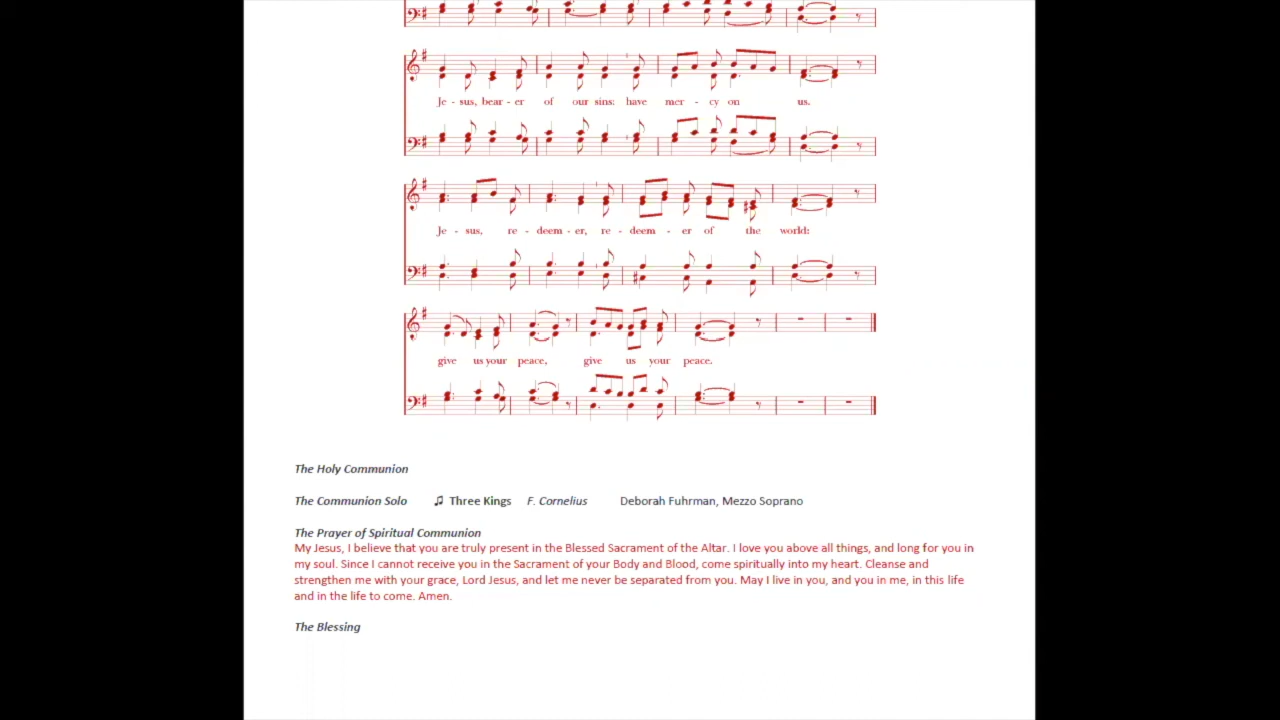 Je - sus, bear - er of our sins: have mer - cy on us.
Je - sus, re - deem - er, re - deem - er of the world:
give us your peace, give us your peace.
The Holy Communion
The Communion Solo ♫ Three Kings F. Cornelius Deborah Fuhrman, Mezzo Soprano
The Prayer of Spiritual Communion
My Jesus, I believe that you are truly present in the Blessed Sacrament of the Altar. I love you above all things, and long for you in
my soul. Since I cannot receive you in the Sacrament of your Body and Blood, come spiritually into my heart. Cleanse and
strengthen me with your grace, Lord Jesus, and let me never be separated from you. May I live in you, and you in me, in this life
and in the life to come. Amen.
The Blessing